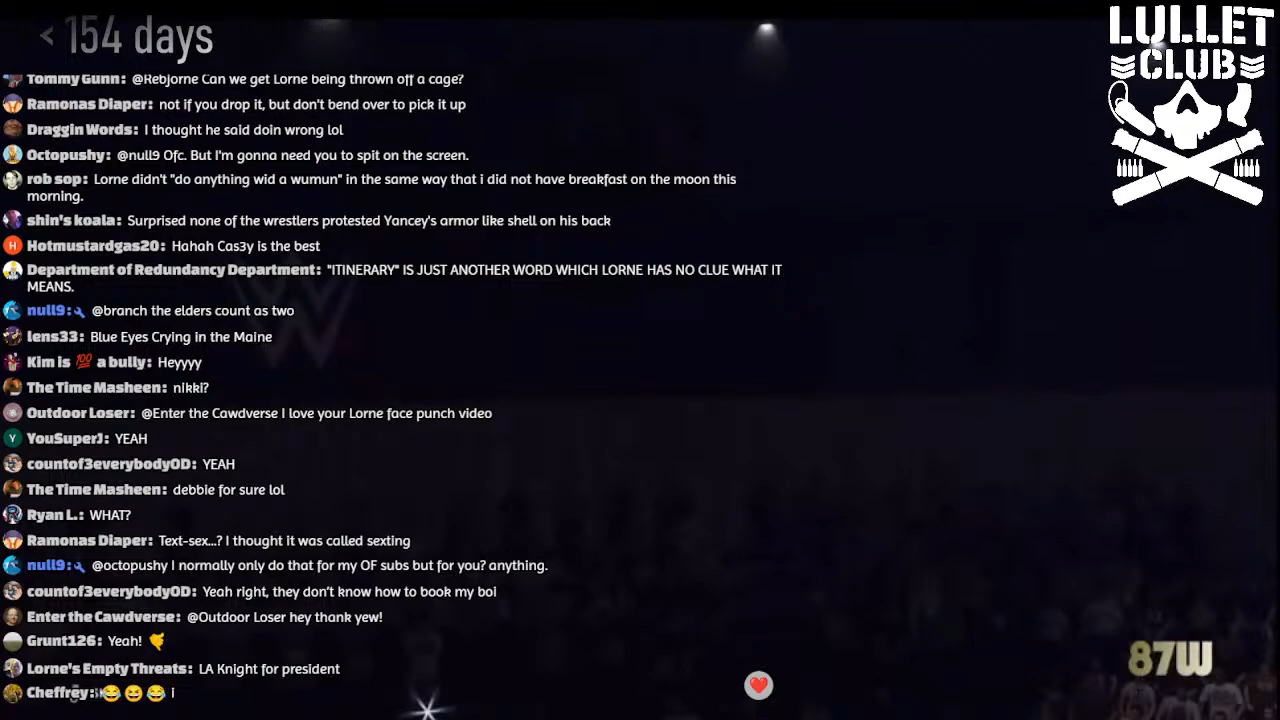 < 154 days
LULLET
CLUB
Tommy Gunn: @Rebjorne Can we get Lorne being thrown off a cage?
Ramonas Diaper: not if you drop it, but don't bend over to pick it up
Draggin Words: I thought he said doin wrong lol
Octopushy: @null9 Ofc. But I'm gonna need you to spit on the screen.
rob sop: Lorne didn't "do anything wid a wumun" in the same way that i did not have breakfast on the moon this
morning.
shin's koala: Surprised none of the wrestlers protested Yancey's armor like shell on his back
H Hotmustardgas20: Hahah Cas3y is the best
Department of Redundancy Department: "ITINERARY" IS JUST ANOTHER WORD WHICH LORNE HAS NO CLUE WHAT IT
MEANS.
null9: @branch the elders count as two
lens33: Blue Eyes Crying in the Maine
Kim is 💯 a bully: Heyyyy
The Time Masheen: nikki?
Outdoor Loser: @Enter the Cawdverse I love your Lorne face punch video
Y YouSuperJ: YEAH
countof3everybodyOD: YEAH
The Time Masheen: debbie for sure lol
Ryan L.: WHAT?
Ramonas Diaper: Text-sex...? I thought it was called sexting
null9: @octopushy I normally only do that for my OF subs but for you? anything.
countof3everybodyOD: Yeah right, they don't know how to book my boi
Enter the Cawdverse: @Outdoor Loser hey thank yew!
Grunt126: Yeah!
Lorne's Empty Threats: LA Knight for president
Cheffrey: 😂😆😂 i
87W